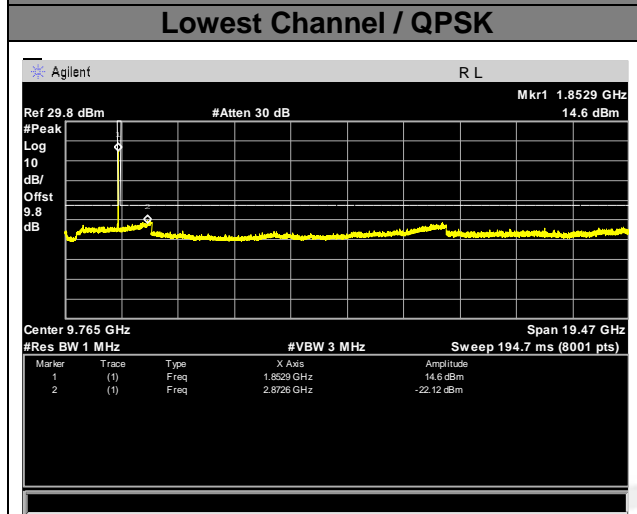 Lowest Channel / QPSK
Agilent R L
Mkr1 1.8529 GHz
Ref 29.8 dBm #Atten 30 dB 14.6 dBm
#Peak
Log
10
dB/
Offst
9.8
dB
1
2
Center 9.765 GHz Span 19.47 GHz
#Res BW 1 MHz #VBW 3 MHz Sweep 194.7 ms (8001 pts)
Marker Trace Type X Axis Amplitude
1 (1) Freq 1.8529 GHz 14.6 dBm
2 (1) Freq 2.8726 GHz -22.12 dBm